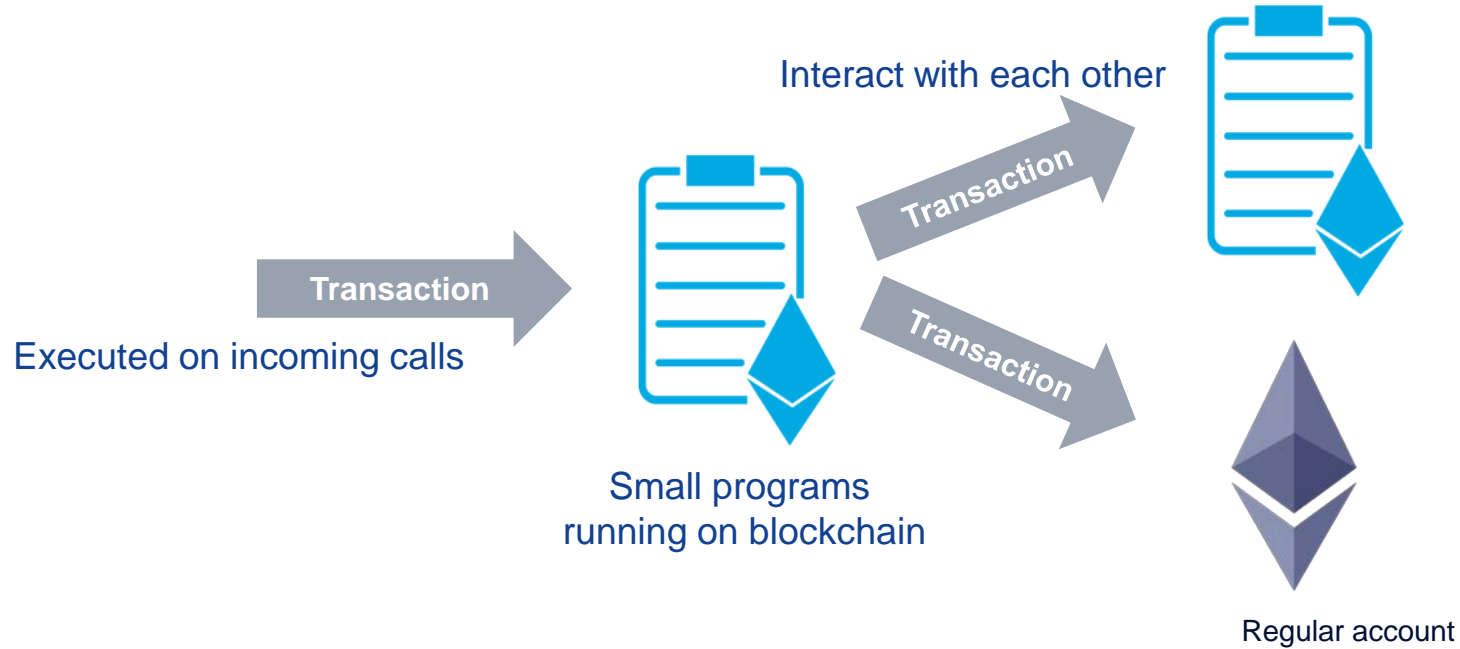 Interact with each other
Transaction
Transaction
Executed on incoming calls
Transaction
Small programs
running on blockchain
Regular account